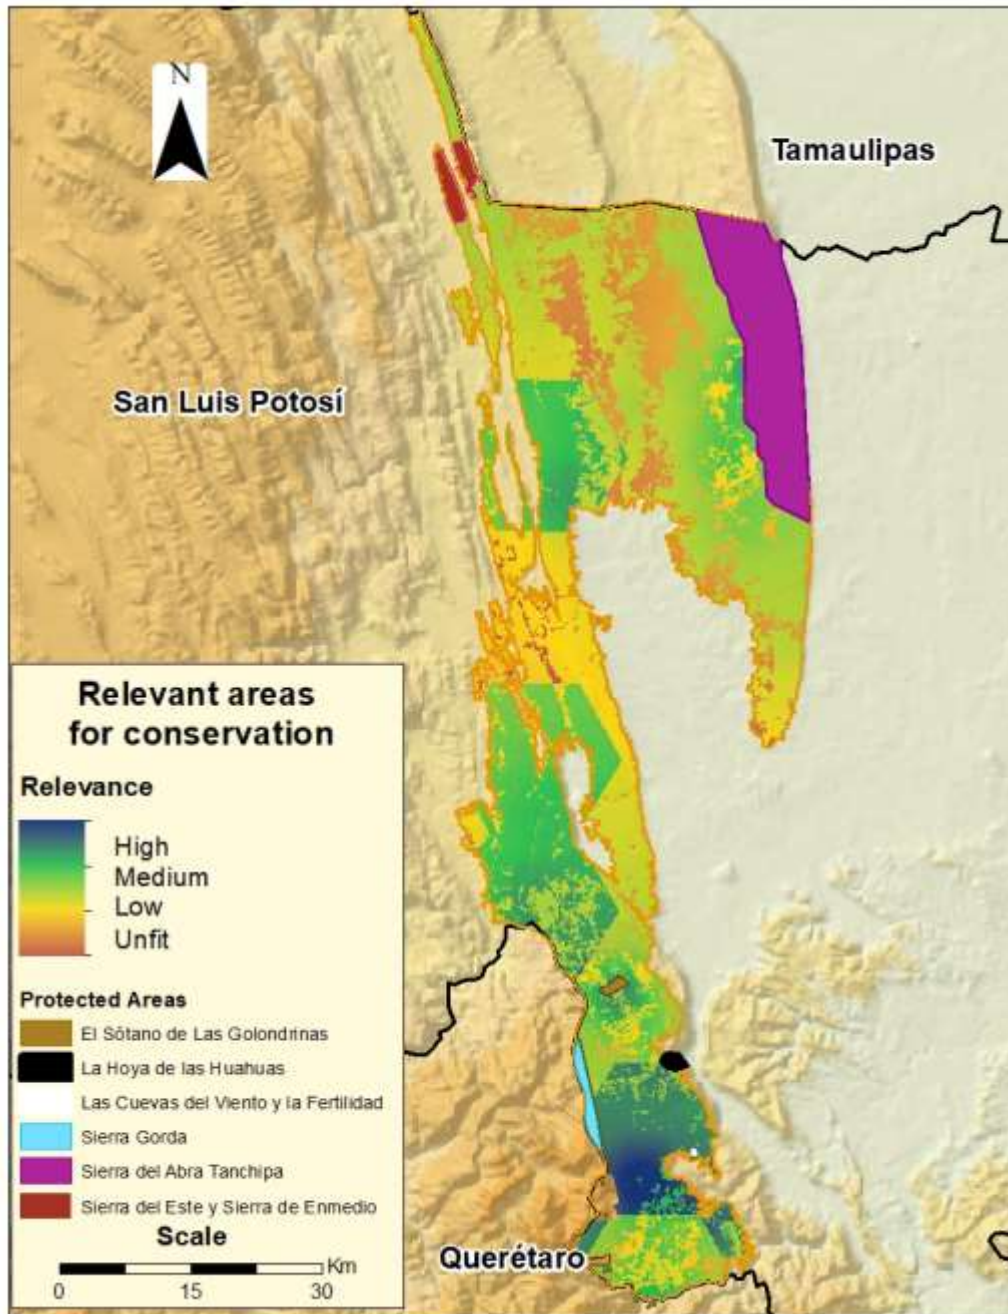 N
Tamaulipas
San Luis Potosí
Relevant areas
for conservation
Relevance
High
Medium
Low
Unfit
Protected Areas
El Sótano de Las Golondrinas
La Hoya de las Huahuas
Las Cuevas del Viento y la Fertilidad
Sierra Gorda
Sierra del Abra Tanchipa
Sierra del Este y Sierra de Enmedio
Scale
Km
0 15 30
Querétaro